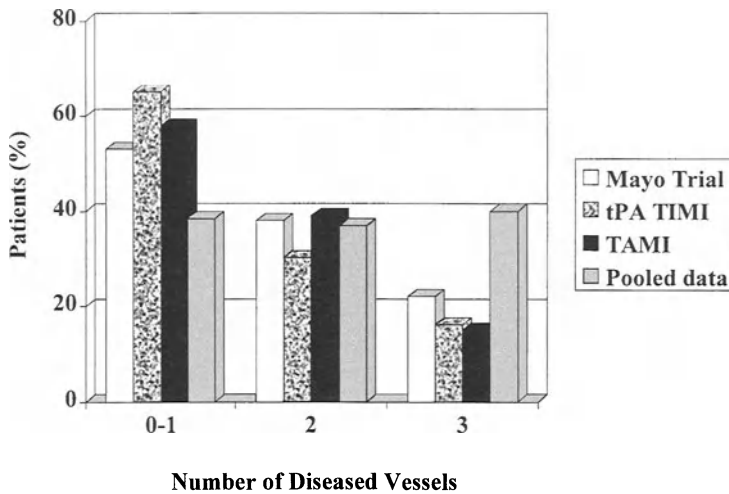 80
60
40
20
0
Patients (%)
0-1 2 3
Number of Diseased Vessels
Mayo Trial
tPA TIMI
TAMI
Pooled data